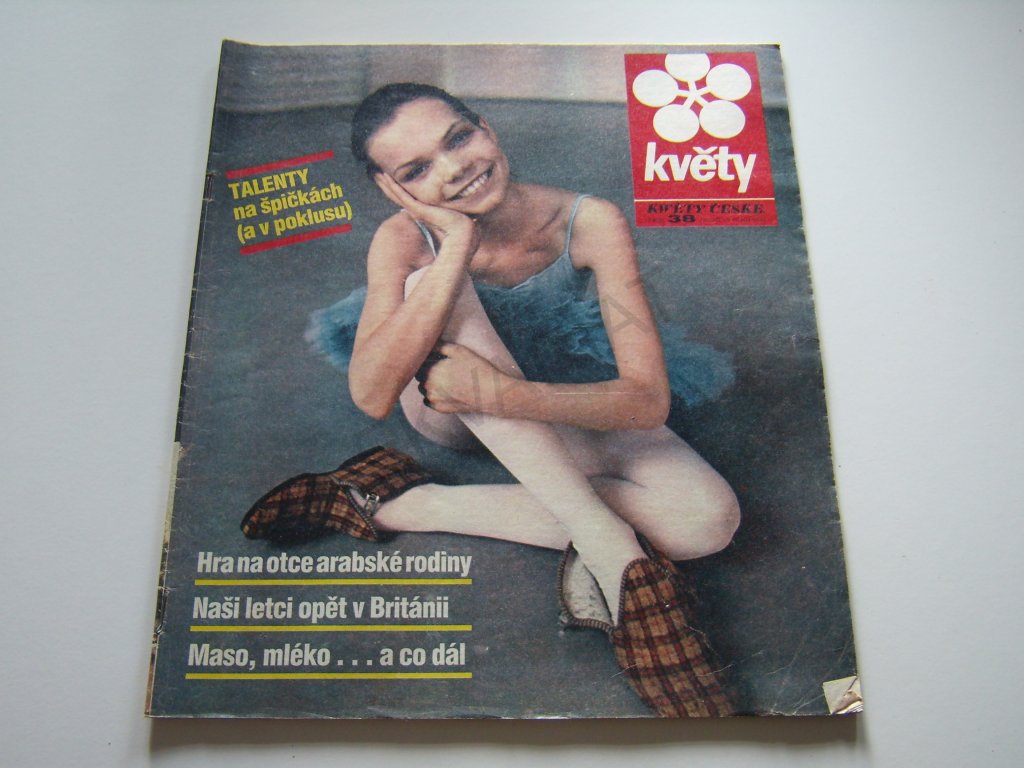 TALENTY
na špičkách
(a v poklusu)
květy
KWĚTY ČESKÉ
38
Hra na otce arabské rodiny
Naši letci opět v Británii
Maso, mléko . . . a co dál